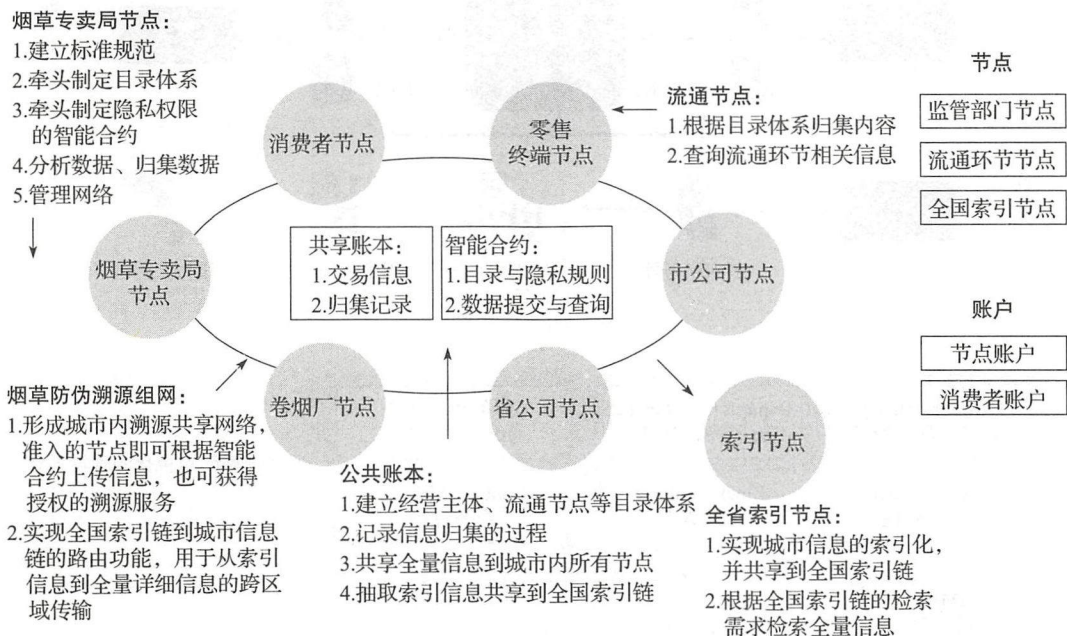 烟草专卖局节点：
1.建立标准规范
2.牵头制定目录体系
3.牵头制定隐私权限
的智能合约
4.分析数据、归集数据
5.管理网络
消费者节点
零售
终端节点
流通节点：
1.根据目录体系归集内容
2.查询流通环节相关信息
节点
监管部门节点
流通环节节点
全国索引节点
烟草专卖局
节点
共享账本：
1.交易信息
2.归集记录
智能合约：
1.目录与隐私规则
2.数据提交与查询
市公司节点
账户
节点账户
消费者账户
烟草防伪溯源组网：
1.形成城市内溯源共享网络，
准入的节点即可根据智能
合约上传信息，也可获得
授权的溯源服务
2.实现全国索引链到城市信息
链的路由功能，用于从索引
信息到全量详细信息的跨区
域传输
卷烟厂节点
省公司节点
索引节点
公共账本：
1.建立经营主体、流通节点等目录体系
2.记录信息归集的过程
3.共享全量信息到城市内所有节点
4.抽取索引信息共享到全国索引链
全省索引节点：
1.实现城市信息的索引化，
并共享到全国索引链
2.根据全国索引链的检索
需求检索全量信息